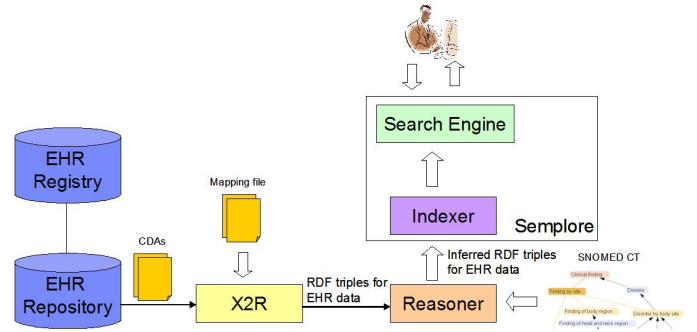 Search Engine
EHR
Registry
Mapping file
Indexer
Semplore
CDAs
Inferred RDF triples
for EHR data
SNOMED CT
Clinical finding
Finding by site
Disease
EHR
Repository
X2R
RDF triples for
EHR data
Reasoner
Finding of body region
Disorder by body site
Finding of head and neck region